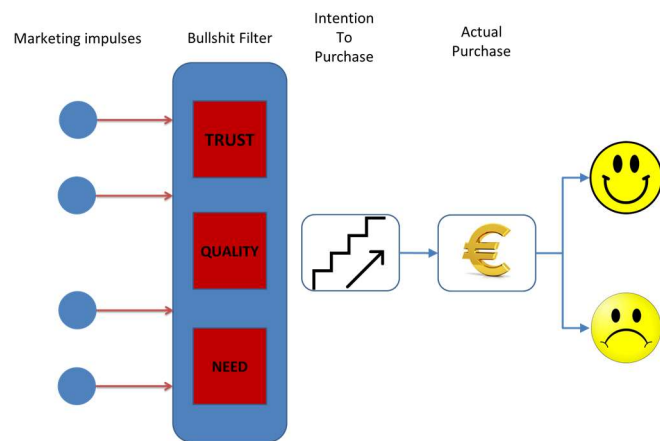 Marketing impulses
Bullshit Filter
Intention
To
Purchase
Actual
Purchase
TRUST
QUALITY
NEED
€